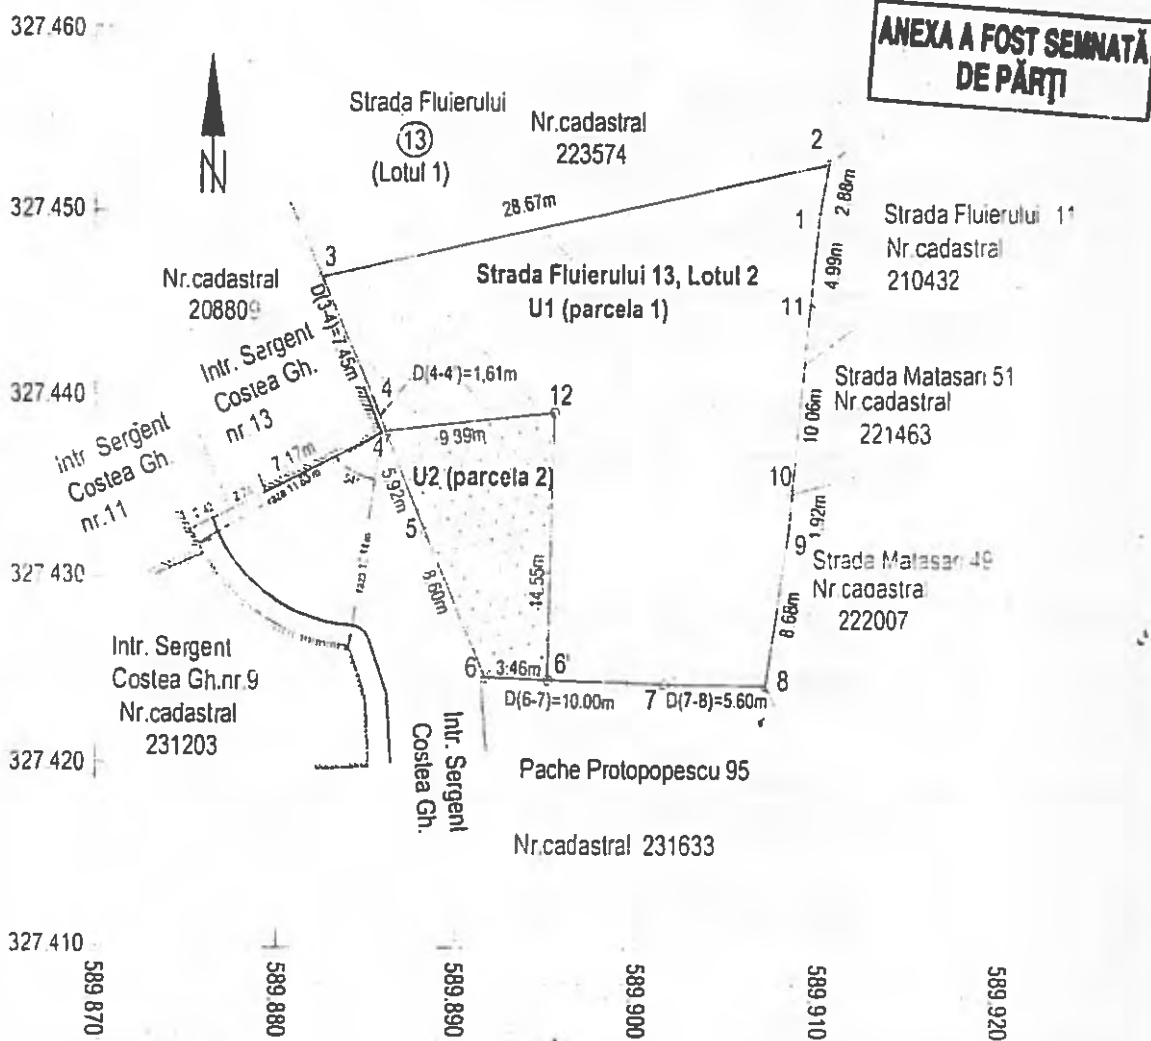 327.460
ANEXA A FOST SEMNATĂ
DE PĂRȚI
N
Strada Fluierului
13
(Lotul 1)
Nr.cadastral
223574
2
2.88m
327.450
28.67m
1
Strada Fluierului 11
Nr.cadastral
210432
4.99m
3
Nr.cadastral
208809
Strada Fluierului 13, Lotul 2
U1 (parcela 1)
11
D(3-4)=7.45m
Intr. Sergent
Costea Gh.
nr.13
327.440
4
D(4-4')=1,61m
12
Strada Matasari 51
Nr.cadastral
221463
10.06m
9.39m
4'
Intr. Sergent
Costea Gh.
nr.11
7.17m
5.92m
U2 (parcela 2)
10
1.92m
5
9
327.430
8.60m
14.55m
Strada Matasari 49
Nr.cadastral
222007
8.68m
Intr. Sergent
Costea Gh.nr.9
Nr.cadastral
231203
6
3.46m
6'
8
D(6-7)=10.00m
7
D(7-8)=5.60m
Intr. Sergent
Costea Gh.
327.420
Pache Protopopescu 95
Nr.cadastral 231633
327.410
589.870
589.880
589.890
589.900
589.910
589.920